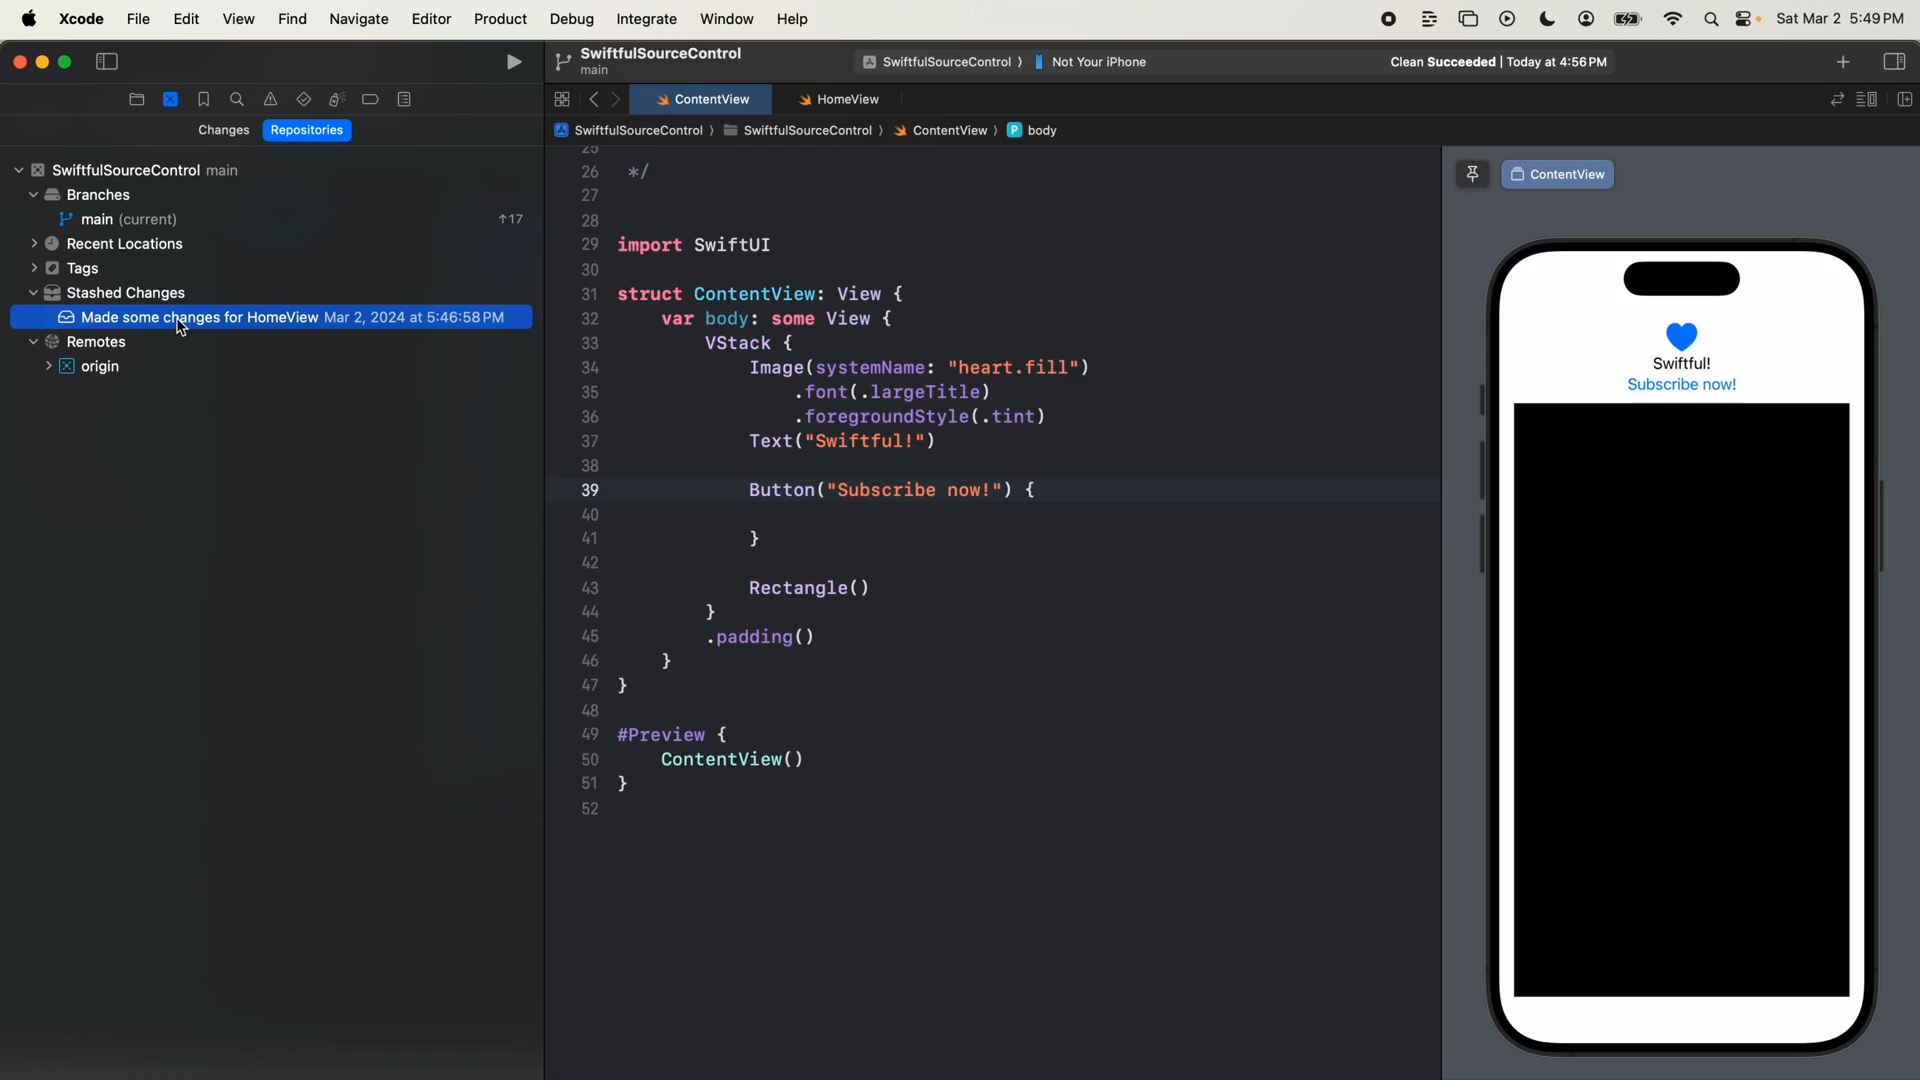 Xcode File Edit View Find Navigate Editor Product Debug Integrate Window Help Sat Mar 2 5:49 PM
SwiftfulSourceControl
main
SwiftfulSourceControl 〉 Not Your iPhone Clean Succeeded | Today at 4:56 PM
ContentView HomeView
Changes Repositories
SwiftfulSourceControl 〉 SwiftfulSourceControl 〉 ContentView 〉 P body
SwiftfulSourceControl main
Branches
main (current) ↑17
Recent Locations
Tags
Stashed Changes
Made some changes for HomeView Mar 2, 2024 at 5:46:58 PM
Remotes
origin
25
26 */
27
28
29 import SwiftUI
30
31 struct ContentView: View {
32 var body: some View {
33 VStack {
34 Image(systemName: "heart.fill")
35 .font(.largeTitle)
36 .foregroundStyle(.tint)
37 Text("Swiftful!")
38
39 Button("Subscribe now!") {
40
41 }
42
43 Rectangle()
44 }
45 .padding()
46 }
47 }
48
49 #Preview {
50 ContentView()
51 }
52
ContentView
Swiftful!
Subscribe now!